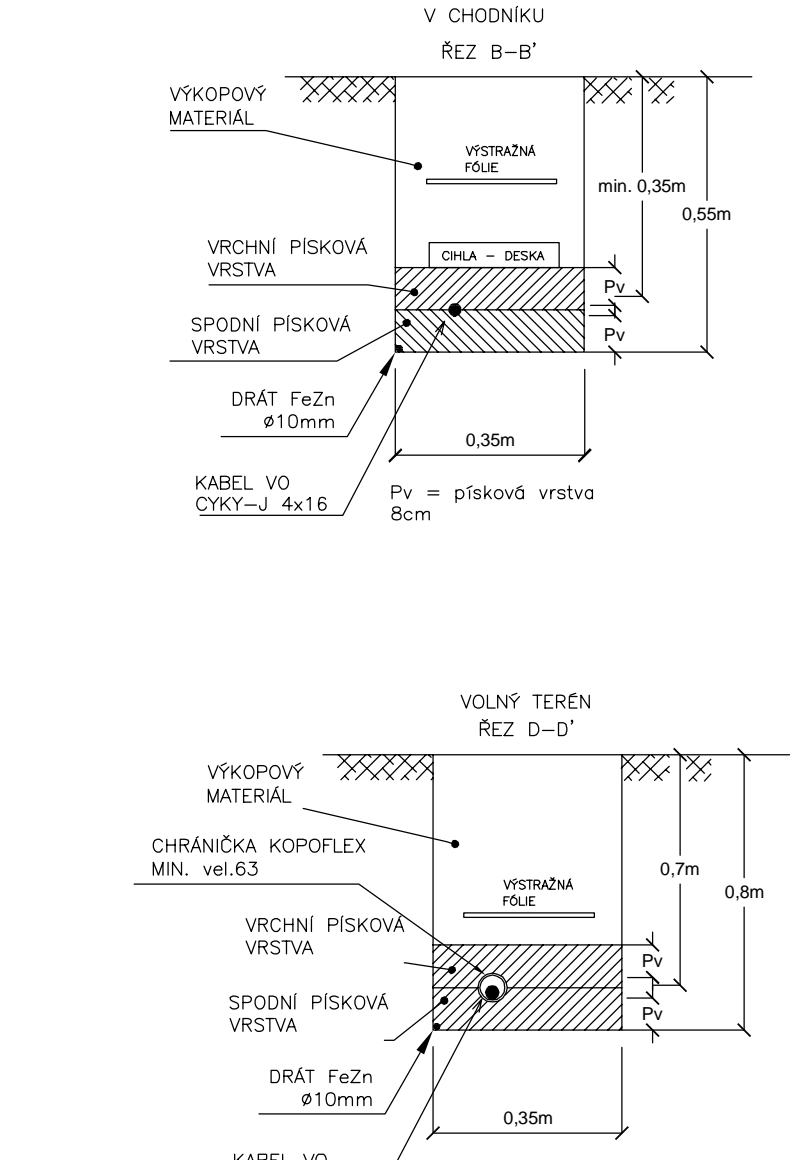 V CHODNÍKU
ŘEZ B-B'
VÝKOPOVÝ
MATERIÁL
VÝSTRAŽNÁ
FÓLIE
min. 0,35m
0,55m
VRCHNÍ PÍSKOVÁ
VRSTVA
CIHLA - DESKA
Pv
SPODNÍ PÍSKOVÁ
VRSTVA
Pv
DRÁT FeZn
Ø10mm
0,35m
KABEL VO
CYKY-J 4x16
Pv = písková vrstva
8cm
VOLNÝ TERÉN
ŘEZ D-D'
VÝKOPOVÝ
MATERIÁL
CHRÁNIČKA KOPOFLEX
MIN. vel.63
0,7m
0,8m
VÝSTRAŽNÁ
FÓLIE
VRCHNÍ PÍSKOVÁ
VRSTVA
Pv
SPODNÍ PÍSKOVÁ
VRSTVA
Pv
DRÁT FeZn
Ø10mm
0,35m
KABEL VO